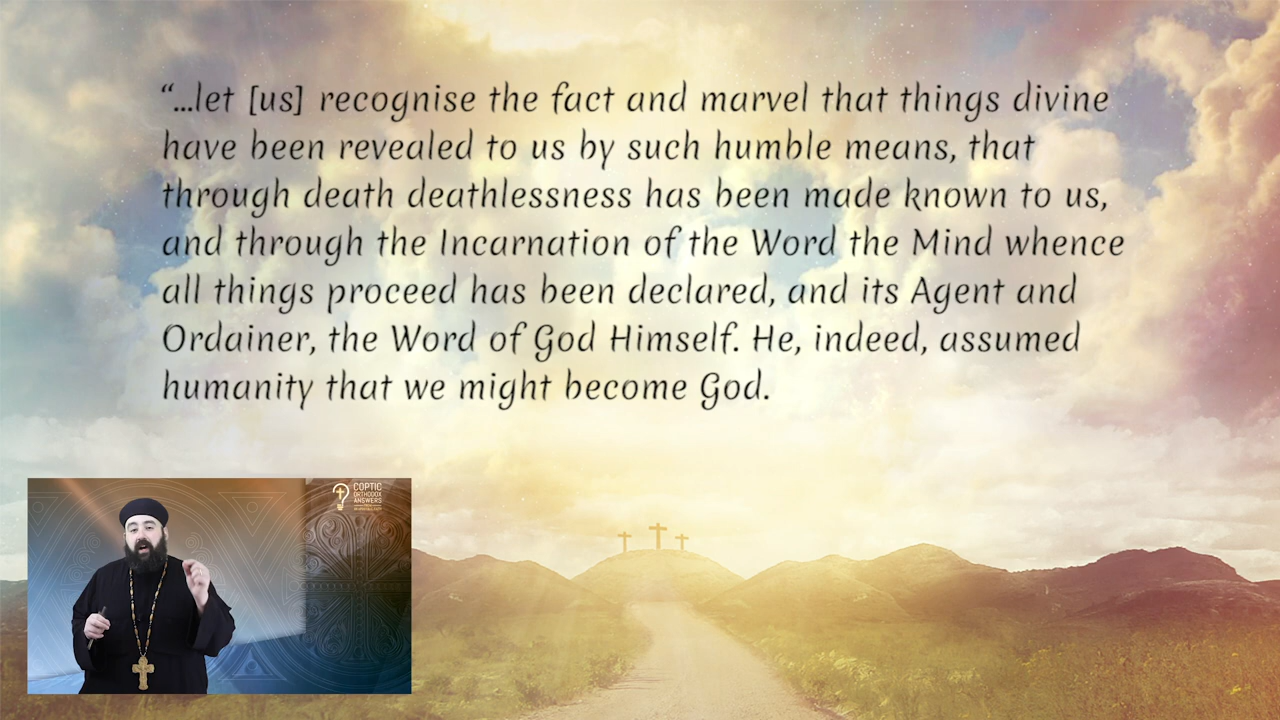 “...let [us] recognise the fact and marvel that things divine
have been revealed to us by such humble means, that
through death deathlessness has been made known to us,
and through the Incarnation of the Word the Mind whence
all things proceed has been declared, and its Agent and
Ordainer, the Word of God Himself. He, indeed, assumed
humanity that we might become God.
COPTIC
ORTHODOX
ANSWERS